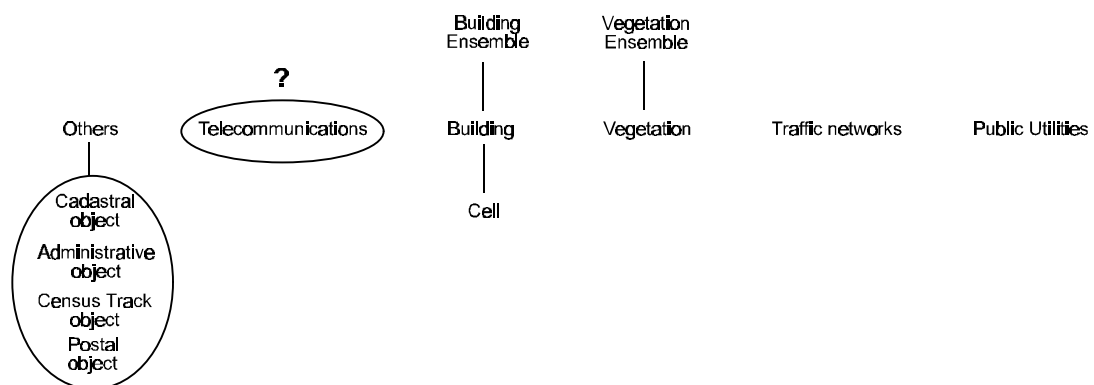 Building
Ensemble
Vegetation
Ensemble
?
Others
Telecommunications
Building
Vegetation
Traffic networks
Public Utilities
Cell
Cadastral
object
Administrative
object
Census Track
object
Postal
object